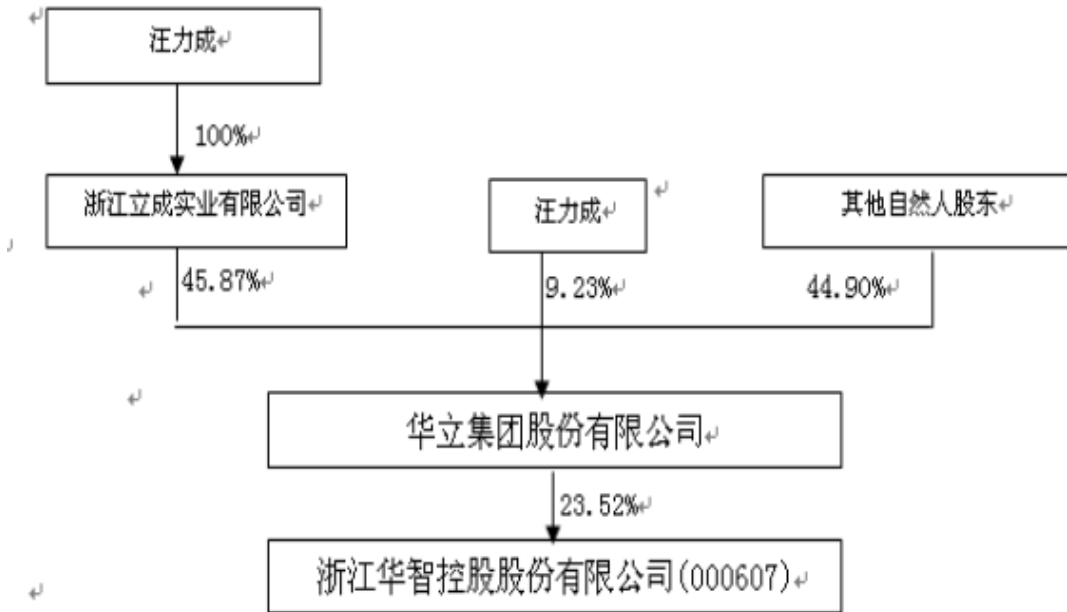 汪力成
100%
浙江立成实业有限公司
汪力成
其他自然人股东
45.87%
9.23%
44.90%
华立集团股份有限公司
23.52%
浙江华智控股股份有限公司(000607)